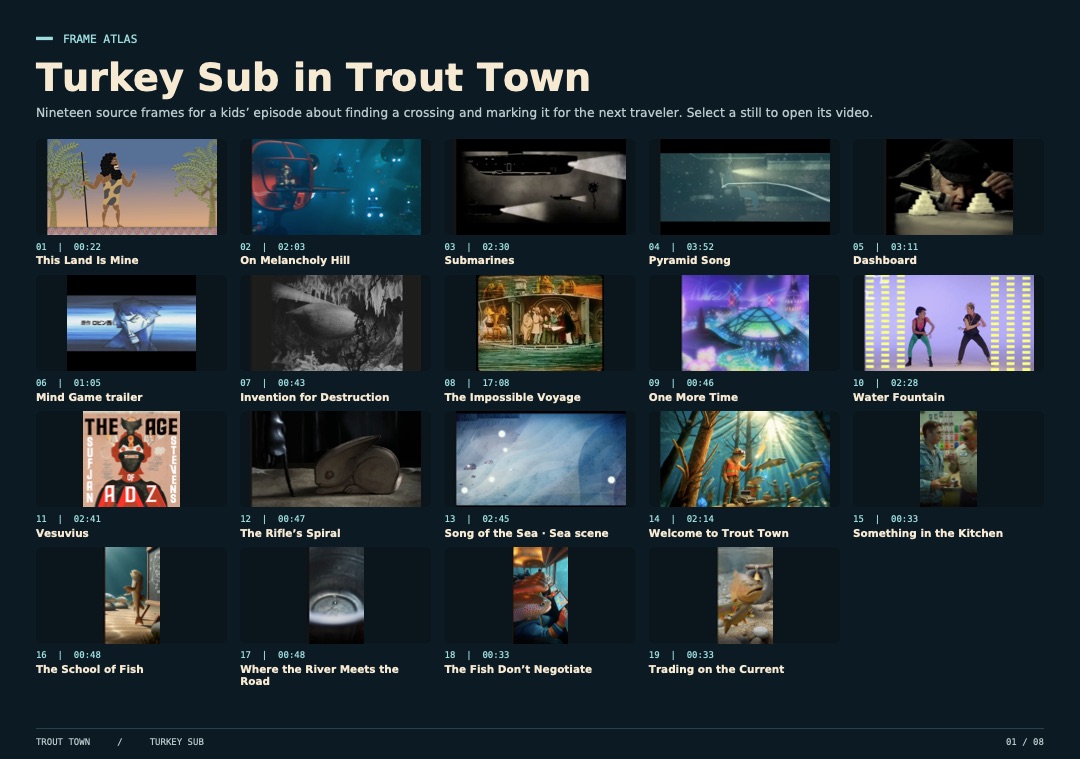 FRAME ATLAS
Turkey Sub in Trout Town
Nineteen source frames for a kids’ episode about finding a crossing and marking it for the next traveler. Select a still to open its video.
01 | 00:22
This Land Is Mine
02 | 02:03
On Melancholy Hill
03 | 02:30
Submarines
04 | 03:52
Pyramid Song
05 | 03:11
Dashboard
06 | 01:05
Mind Game trailer
07 | 00:43
Invention for Destruction
08 | 17:08
The Impossible Voyage
09 | 00:46
One More Time
10 | 02:28
Water Fountain
THE AGE
OF
ADZ
SUFJAN
STEVENS
11 | 02:41
Vesuvius
12 | 00:47
The Rifle’s Spiral
13 | 02:45
Song of the Sea · Sea scene
14 | 02:14
Welcome to Trout Town
15 | 00:33
Something in the Kitchen
16 | 00:48
The School of Fish
17 | 00:48
Where the River Meets the
Road
18 | 00:33
The Fish Don’t Negotiate
19 | 00:33
Trading on the Current
TROUT TOWN / TURKEY SUB
01 / 08